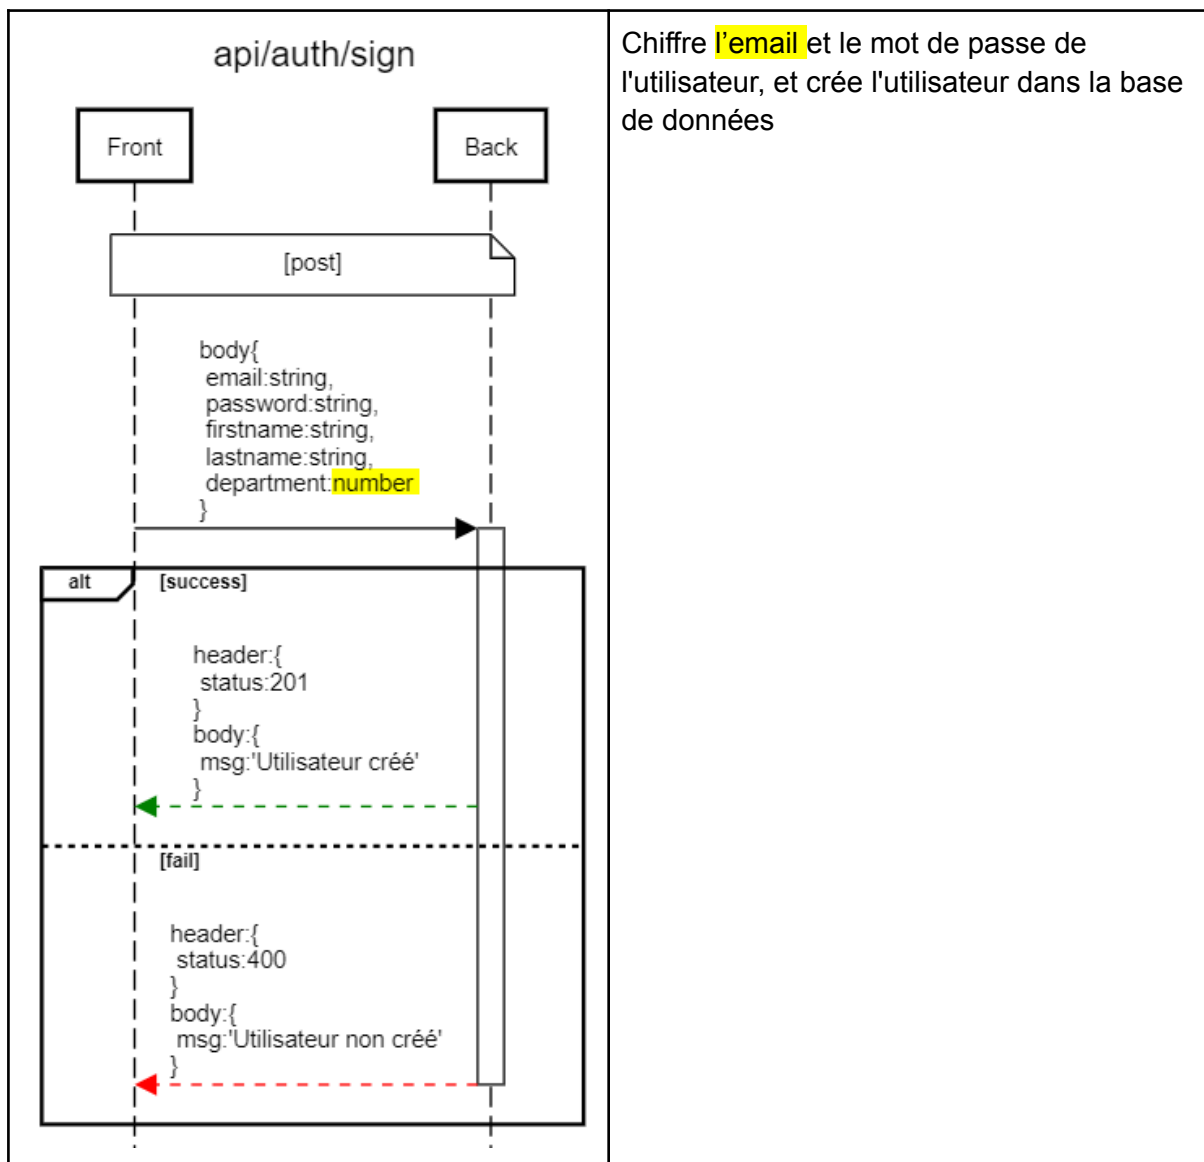 api/auth/sign
Front
Back
[post]
body{
email:string,
password:string,
firstname:string,
lastname:string,
department:number
}
alt
[success]
header:{
status:201
}
body:{
msg:'Utilisateur créé'
}
[fail]
header:{
status:400
}
body:{
msg:'Utilisateur non créé'
}
Chiffre l’email et le mot de passe de
l'utilisateur, et crée l'utilisateur dans la base
de données